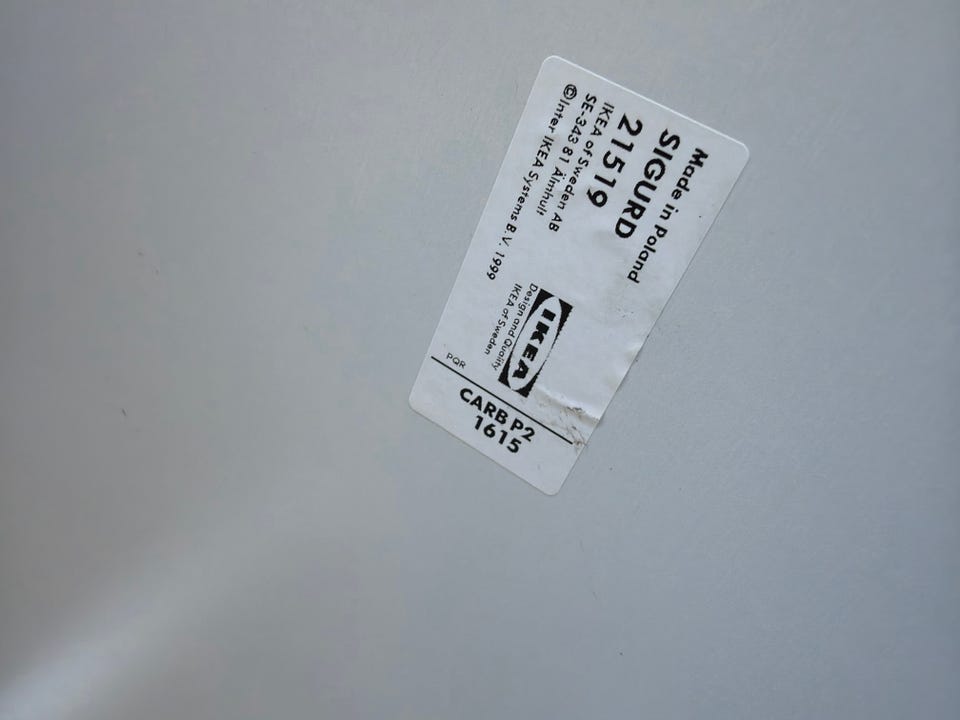 Made in Poland
SIGURD
21519
IKEA of Sweden AB
SE-343 81 Älmhult
©Inter IKEA Systems B.V. 1999
IKEA
Design and Quality
IKEA of Sweden
PQR
CARB P2
1615